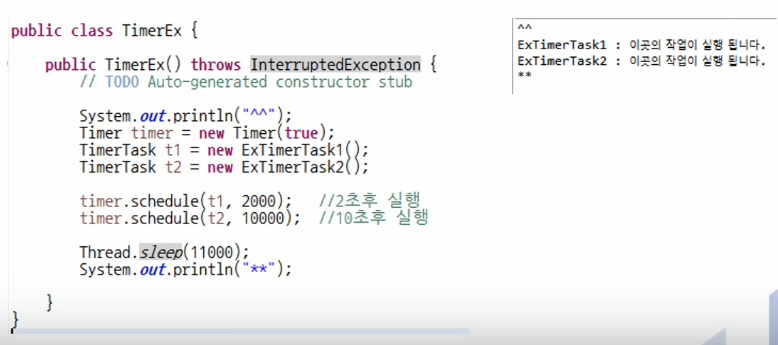 public class TimerEx {
public TimerEx() throws InterruptedException {
// TODO Auto-generated constructor stub
System.out.println("^^");
Timer timer = new Timer(true);
TimerTask t1 = new ExTimerTask1();
TimerTask t2 = new ExTimerTask2();
timer.schedule(t1, 2000); //2초후 실행
timer.schedule(t2, 10000); //10초후 실행
Thread.sleep(11000);
System.out.println("**");
}
}
^^
ExTimerTask1 : 이곳의 작업이 실행 됩니다.
ExTimerTask2 : 이곳의 작업이 실행 됩니다.
**